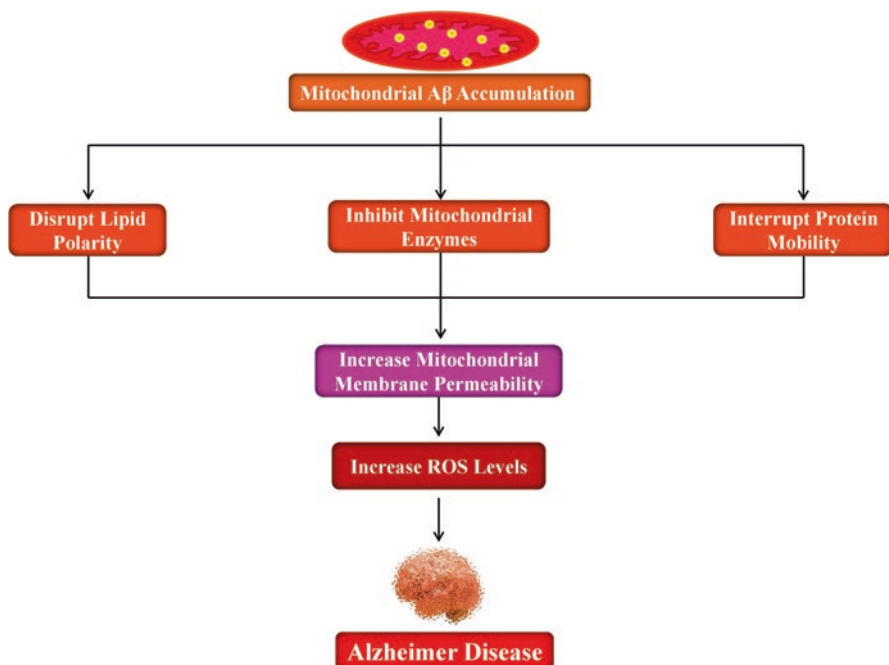 Mitochondrial Aβ Accumulation
Disrupt Lipid
Polarity
Inhibit Mitochondrial
Enzymes
Interrupt Protein
Mobility
Increase Mitochondrial
Membrane Permeability
Increase ROS Levels
Alzheimer Disease